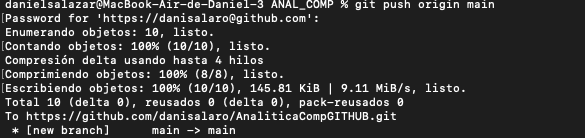 danielsalazar@MacBook-Air-de-Daniel-3 ANAL_COMP % git push origin main
[Password for 'https://danisalaro@github.com':
Enumerando objetos: 10, listo.
[Contando objetos: 100% (10/10), listo.
Compresión delta usando hasta 4 hilos
[Comprimiendo objetos: 100% (8/8), listo.
[Escribiendo objetos: 100% (10/10), 145.81 KiB | 9.11 MiB/s, listo.
Total 10 (delta 0), reusados 0 (delta 0), pack-reusados 0
To https://github.com/danisalaro/AnaliticaCompGITHUB.git
* [new branch] main -> main